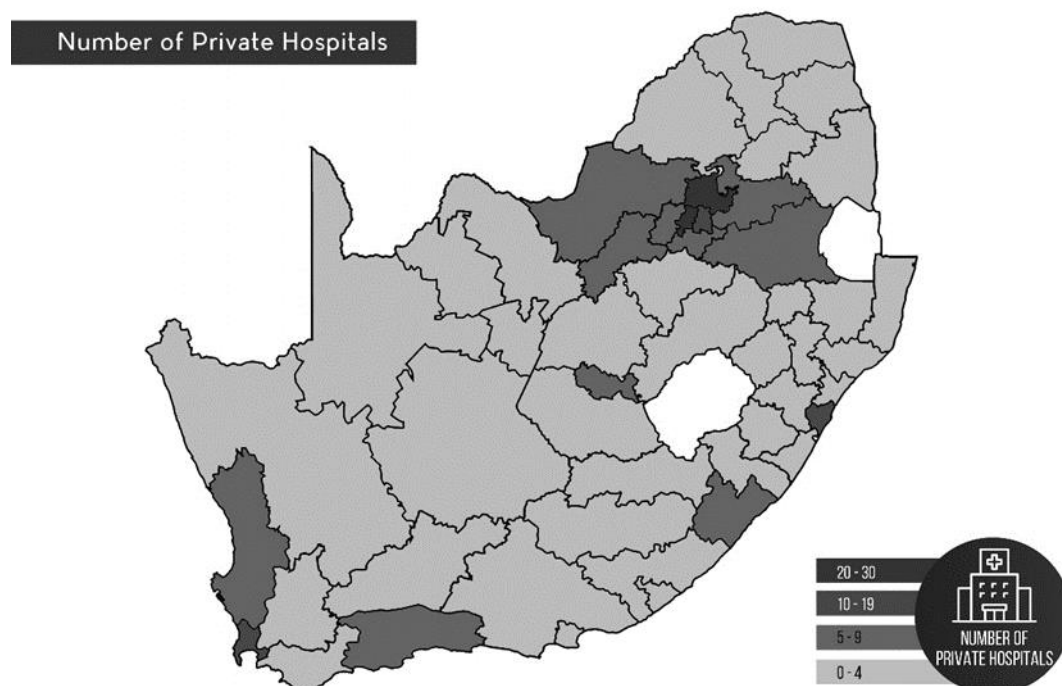 Number of Private Hospitals
20 - 30
10 - 19
5 - 9
0 - 4
NUMBER OF
PRIVATE HOSPITALS